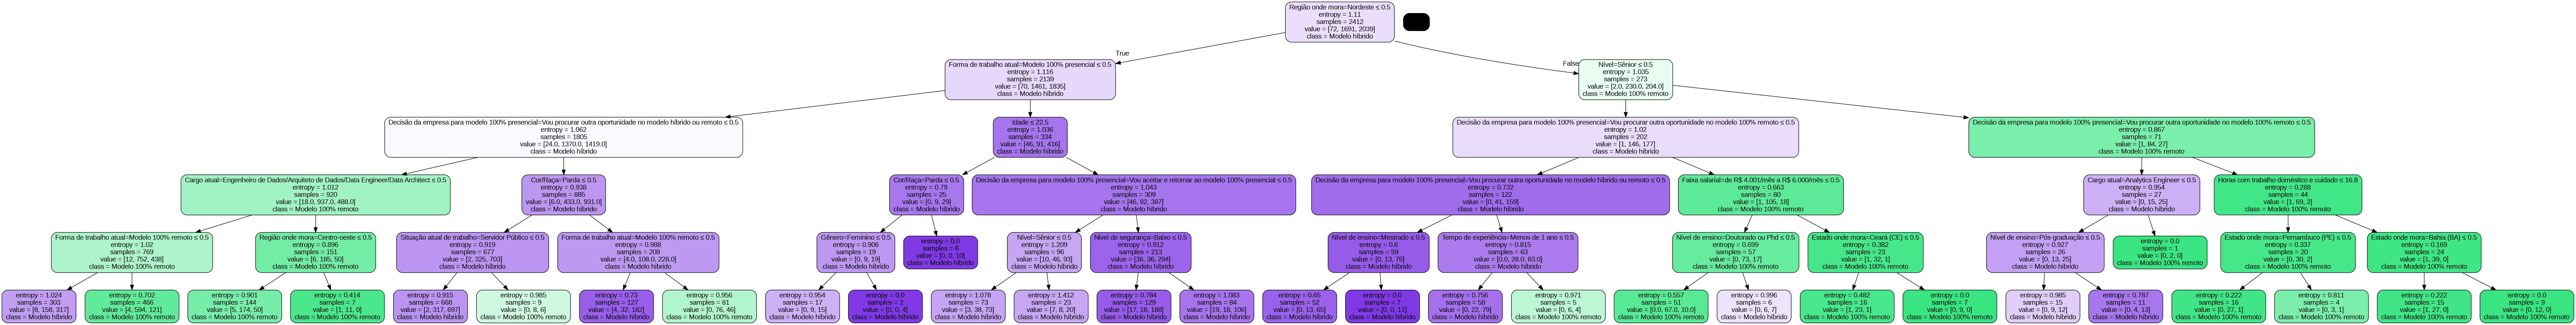 Região onde mora=Nordeste ≤ 0.5
entropy = 1.11
samples = 2412
value = [72, 1691, 2039]
class = Modelo híbrido
True
False
Forma de trabalho atual=Modelo 100% presencial ≤ 0.5
entropy = 1.116
samples = 2139
value = [70, 1461, 1835]
class = Modelo híbrido
Nível=Sênior ≤ 0.5
entropy = 1.035
samples = 273
value = [2.0, 230.0, 204.0]
class = Modelo 100% remoto
Decisão da empresa para modelo 100% presencial=Vou procurar outra oportunidade no modelo híbrido ou remoto ≤ 0.5
entropy = 1.062
samples = 1805
value = [24.0, 1370.0, 1419.0]
class = Modelo híbrido
Idade ≤ 22.5
entropy = 1.036
samples = 334
value = [46, 91, 416]
class = Modelo híbrido
Decisão da empresa para modelo 100% presencial=Vou procurar outra oportunidade no modelo 100% remoto ≤ 0.5
entropy = 1.02
samples = 202
value = [1, 146, 177]
class = Modelo híbrido
Decisão da empresa para modelo 100% presencial=Vou procurar outra oportunidade no modelo 100% remoto ≤ 0.5
entropy = 0.867
samples = 71
value = [1, 84, 27]
class = Modelo 100% remoto
Cargo atual=Engenheiro de Dados/Arquiteto de Dados/Data Engineer/Data Architect ≤ 0.5
entropy = 1.012
samples = 920
value = [18.0, 937.0, 488.0]
class = Modelo 100% remoto
Cor/Raça=Parda ≤ 0.5
entropy = 0.938
samples = 885
value = [6.0, 433.0, 931.0]
class = Modelo híbrido
Cor/Raça=Parda ≤ 0.5
entropy = 0.79
samples = 25
value = [0, 9, 29]
class = Modelo híbrido
Decisão da empresa para modelo 100% presencial=Vou aceitar e retornar ao modelo 100% presencial ≤ 0.5
entropy = 1.043
samples = 309
value = [46, 82, 387]
class = Modelo híbrido
Decisão da empresa para modelo 100% presencial=Vou procurar outra oportunidade no modelo híbrido ou remoto ≤ 0.5
entropy = 0.732
samples = 122
value = [0, 41, 159]
class = Modelo híbrido
Faixa salarial=de R$ 4.001/mês a R$ 6.000/mês ≤ 0.5
entropy = 0.663
samples = 80
value = [1, 105, 18]
class = Modelo 100% remoto
Cargo atual=Analytics Engineer ≤ 0.5
entropy = 0.954
samples = 27
value = [0, 15, 25]
class = Modelo híbrido
Horas com trabalho doméstico e cuidado ≤ 16.8
entropy = 0.288
samples = 44
value = [1, 69, 2]
class = Modelo 100% remoto
Forma de trabalho atual=Modelo 100% remoto ≤ 0.5
entropy = 1.02
samples = 769
value = [12, 752, 438]
class = Modelo 100% remoto
Região onde mora=Centro-oeste ≤ 0.5
entropy = 0.896
samples = 151
value = [6, 185, 50]
class = Modelo 100% remoto
Situação atual de trabalho=Servidor Público ≤ 0.5
entropy = 0.919
samples = 677
value = [2, 325, 703]
class = Modelo híbrido
Forma de trabalho atual=Modelo 100% remoto ≤ 0.5
entropy = 0.988
samples = 208
value = [4.0, 108.0, 228.0]
class = Modelo híbrido
Gênero=Feminino ≤ 0.5
entropy = 0.906
samples = 19
value = [0, 9, 19]
class = Modelo híbrido
entropy = 0.0
samples = 6
value = [0, 0, 10]
class = Modelo híbrido
Nível=Sênior ≤ 0.5
entropy = 1.209
samples = 96
value = [10, 46, 93]
class = Modelo híbrido
Nível de segurança=Baixo ≤ 0.5
entropy = 0.912
samples = 213
value = [36, 36, 294]
class = Modelo híbrido
Nível de ensino=Mestrado ≤ 0.5
entropy = 0.6
samples = 59
value = [0, 13, 76]
class = Modelo híbrido
Tempo de experiência=Menos de 1 ano ≤ 0.5
entropy = 0.815
samples = 63
value = [0.0, 28.0, 83.0]
class = Modelo híbrido
Nível de ensino=Doutorado ou Phd ≤ 0.5
entropy = 0.699
samples = 57
value = [0, 73, 17]
class = Modelo 100% remoto
Estado onde mora=Ceará (CE) ≤ 0.5
entropy = 0.382
samples = 23
value = [1, 32, 1]
class = Modelo 100% remoto
Nível de ensino=Pós-graduação ≤ 0.5
entropy = 0.927
samples = 26
value = [0, 13, 25]
class = Modelo híbrido
entropy = 0.0
samples = 1
value = [0, 2, 0]
class = Modelo 100% remoto
Estado onde mora=Pernambuco (PE) ≤ 0.5
entropy = 0.337
samples = 20
value = [0, 30, 2]
class = Modelo 100% remoto
Estado onde mora=Bahia (BA) ≤ 0.5
entropy = 0.169
samples = 24
value = [1, 39, 0]
class = Modelo 100% remoto
entropy = 1.024
samples = 303
value = [8, 158, 317]
class = Modelo híbrido
entropy = 0.702
samples = 466
value = [4, 594, 121]
class = Modelo 100% remoto
entropy = 0.901
samples = 144
value = [5, 174, 50]
class = Modelo 100% remoto
entropy = 0.414
samples = 7
value = [1, 11, 0]
class = Modelo 100% remoto
entropy = 0.915
samples = 668
value = [2, 317, 697]
class = Modelo híbrido
entropy = 0.985
samples = 9
value = [0, 8, 6]
class = Modelo 100% remoto
entropy = 0.73
samples = 127
value = [4, 32, 182]
class = Modelo híbrido
entropy = 0.956
samples = 81
value = [0, 76, 46]
class = Modelo 100% remoto
entropy = 0.954
samples = 17
value = [0, 9, 15]
class = Modelo híbrido
entropy = 0.0
samples = 2
value = [0, 0, 4]
class = Modelo híbrido
entropy = 1.078
samples = 73
value = [3, 38, 73]
class = Modelo híbrido
entropy = 1.412
samples = 23
value = [7, 8, 20]
class = Modelo híbrido
entropy = 0.784
samples = 129
value = [17, 18, 188]
class = Modelo híbrido
entropy = 1.083
samples = 84
value = [19, 18, 106]
class = Modelo híbrido
entropy = 0.65
samples = 52
value = [0, 13, 65]
class = Modelo híbrido
entropy = 0.0
samples = 7
value = [0, 0, 11]
class = Modelo híbrido
entropy = 0.756
samples = 58
value = [0, 22, 79]
class = Modelo híbrido
entropy = 0.971
samples = 5
value = [0, 6, 4]
class = Modelo 100% remoto
entropy = 0.557
samples = 51
value = [0.0, 67.0, 10.0]
class = Modelo 100% remoto
entropy = 0.996
samples = 6
value = [0, 6, 7]
class = Modelo híbrido
entropy = 0.482
samples = 16
value = [1, 23, 1]
class = Modelo 100% remoto
entropy = 0.0
samples = 7
value = [0, 9, 0]
class = Modelo 100% remoto
entropy = 0.985
samples = 15
value = [0, 9, 12]
class = Modelo híbrido
entropy = 0.787
samples = 11
value = [0, 4, 13]
class = Modelo híbrido
entropy = 0.222
samples = 16
value = [0, 27, 1]
class = Modelo 100% remoto
entropy = 0.811
samples = 4
value = [0, 3, 1]
class = Modelo 100% remoto
entropy = 0.222
samples = 15
value = [1, 27, 0]
class = Modelo 100% remoto
entropy = 0.0
samples = 9
value = [0, 12, 0]
class = Modelo 100% remoto